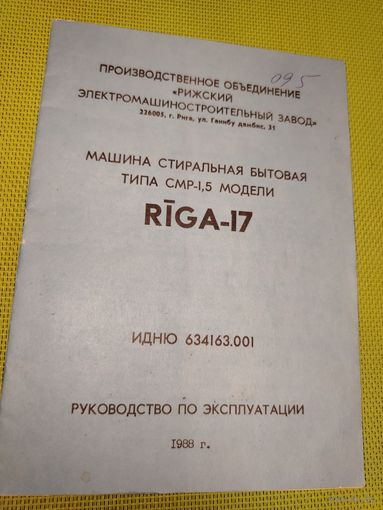 095
ПРОИЗВОДСТВЕННОЕ ОБЪЕДИНЕНИЕ
«РИЖСКИЙ
ЭЛЕКТРОМАШИНОСТРОИТЕЛЬНЫЙ ЗАВОД»
226005, г. Рига, ул. Ганибу дамбис, 31
МАШИНА СТИРАЛЬНАЯ БЫТОВАЯ
ТИПА СМР-1,5 МОДЕЛИ
RĪGA-17
ИДНЮ 634163.001
РУКОВОДСТВО ПО ЭКСПЛУАТАЦИИ
1988 г.